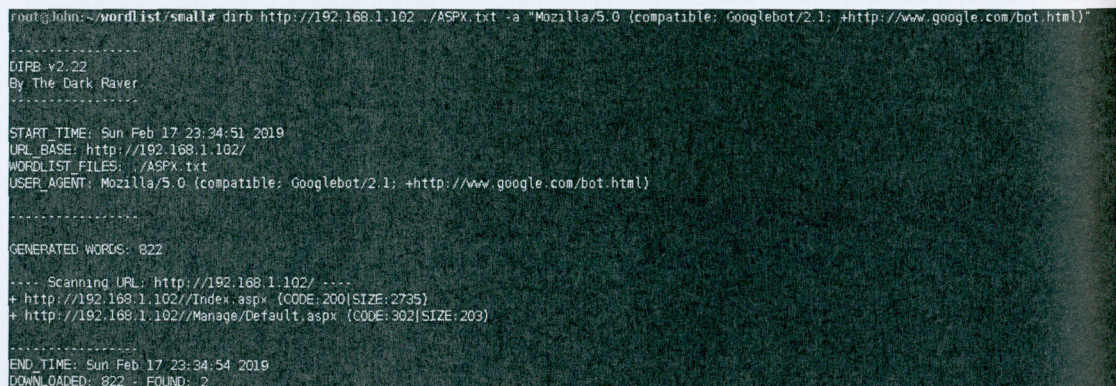 root@John:~/wordlist/small# dirb http://192.168.1.102 ./ASPX.txt -a "Mozilla/5.0 (compatible; Googlebot/2.1; +http://www.google.com/bot.html)"
-----------------
DIRB v2.22
By The Dark Raver
-----------------
START_TIME: Sun Feb 17 23:34:51 2019
URL_BASE: http://192.168.1.102/
WORDLIST_FILES: ./ASPX.txt
USER_AGENT: Mozilla/5.0 (compatible; Googlebot/2.1; +http://www.google.com/bot.html)
-----------------
GENERATED WORDS: 822
---- Scanning URL: http://192.168.1.102/ ----
+ http://192.168.1.102//Index.aspx (CODE:200|SIZE:2735)
+ http://192.168.1.102//Manage/Default.aspx (CODE:302|SIZE:203)
-----------------
END_TIME: Sun Feb 17 23:34:54 2019
DOWNLOADED: 822 - FOUND: 2